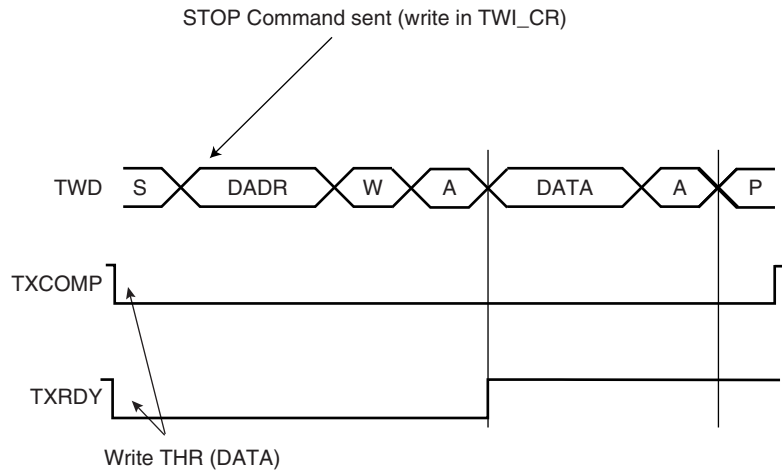 STOP Command sent (write in TWI_CR)
TWD S DADR W A DATA A P
TXCOMP
TXRDY
Write THR (DATA)